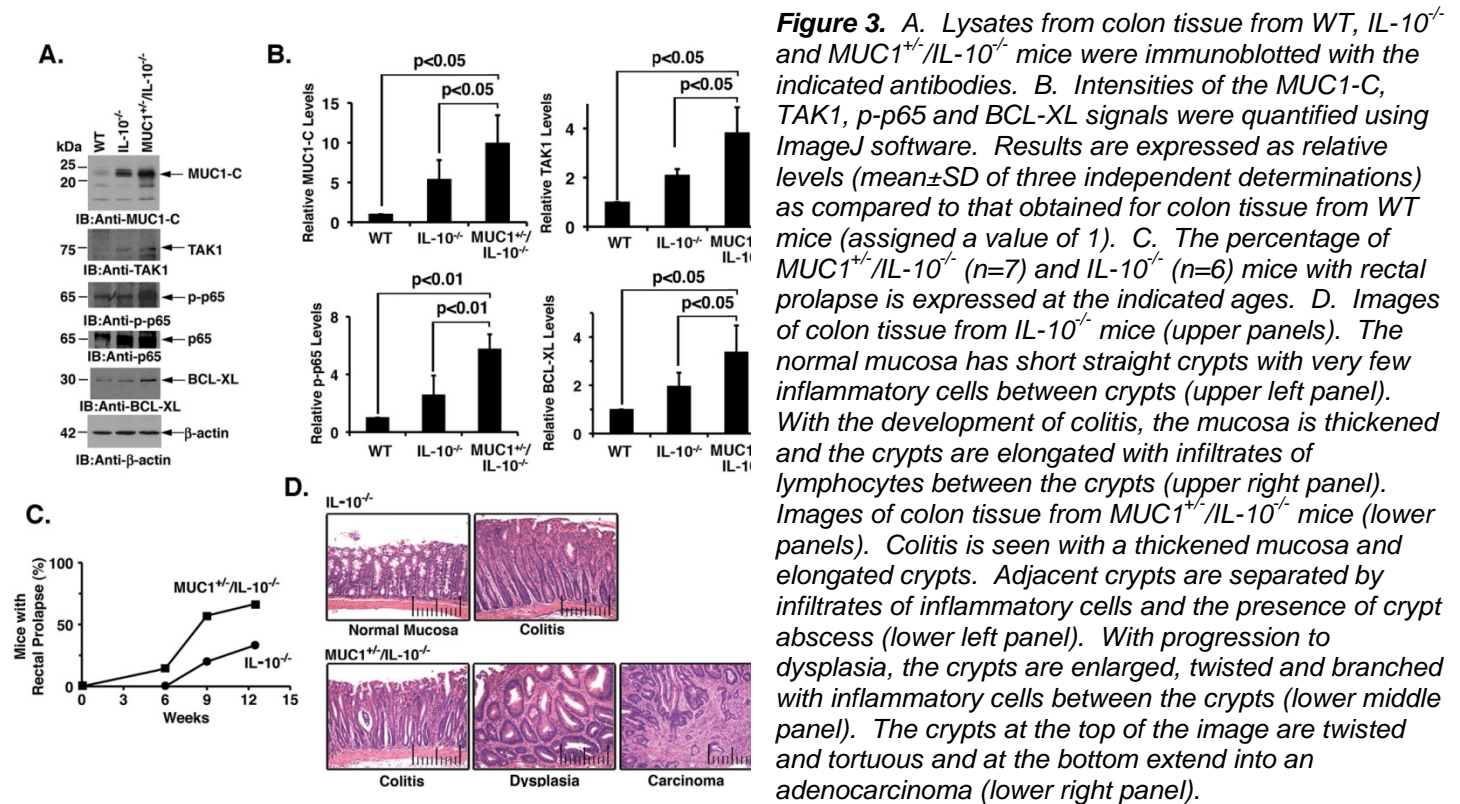 A.
WT
IL-10-/-
MUC1+/-/IL-10-/-
kDa
25
20
MUC1-C
IB:Anti-MUC1-C
75
TAK1
IB:Anti-TAK1
65
p-p65
IB:Anti-p-p65
65
p65
IB:Anti-p65
30
BCL-XL
IB:Anti-BCL-XL
42
β-actin
IB:Anti-β-actin
B.
p<0.05
p<0.05
Relative MUC1-C Levels
15
10
5
0
WT
IL-10-/-
MUC1+/-/
IL-10-/-
p<0.05
p<0.05
Relative TAK1 Levels
4
2
0
WT
IL-10-/-
MUC1
IL-10
p<0.01
p<0.01
Relative p-p65 Levels
8
4
0
WT
IL-10-/-
MUC1+/-/
IL-10-/-
p<0.05
p<0.05
Relative BCL-XL Levels
4
2
0
WT
IL-10-/-
MUC1
IL-10
C.
Mice with
Rectal Prolapse (%)
100
50
0
MUC1+/-/IL-10-/-
IL-10-/-
0 3 6 9 12 15
Weeks
D.
IL-10-/-
Normal Mucosa
Colitis
MUC1+/-/IL-10-/-
Colitis
Dysplasia
Carcinoma
Figure 3. A. Lysates from colon tissue from WT, IL-10-/-
and MUC1+/-/IL-10-/- mice were immunoblotted with the
indicated antibodies. B. Intensities of the MUC1-C,
TAK1, p-p65 and BCL-XL signals were quantified using
ImageJ software. Results are expressed as relative
levels (mean±SD of three independent determinations)
as compared to that obtained for colon tissue from WT
mice (assigned a value of 1). C. The percentage of
MUC1+/-/IL-10-/- (n=7) and IL-10-/- (n=6) mice with rectal
prolapse is expressed at the indicated ages. D. Images
of colon tissue from IL-10-/- mice (upper panels). The
normal mucosa has short straight crypts with very few
inflammatory cells between crypts (upper left panel).
With the development of colitis, the mucosa is thickened
and the crypts are elongated with infiltrates of
lymphocytes between the crypts (upper right panel).
Images of colon tissue from MUC1+/-/IL-10-/- mice (lower
panels). Colitis is seen with a thickened mucosa and
elongated crypts. Adjacent crypts are separated by
infiltrates of inflammatory cells and the presence of crypt
abscess (lower left panel). With progression to
dysplasia, the crypts are enlarged, twisted and branched
with inflammatory cells between the crypts (lower middle
panel). The crypts at the top of the image are twisted
and tortuous and at the bottom extend into an
adenocarcinoma (lower right panel).